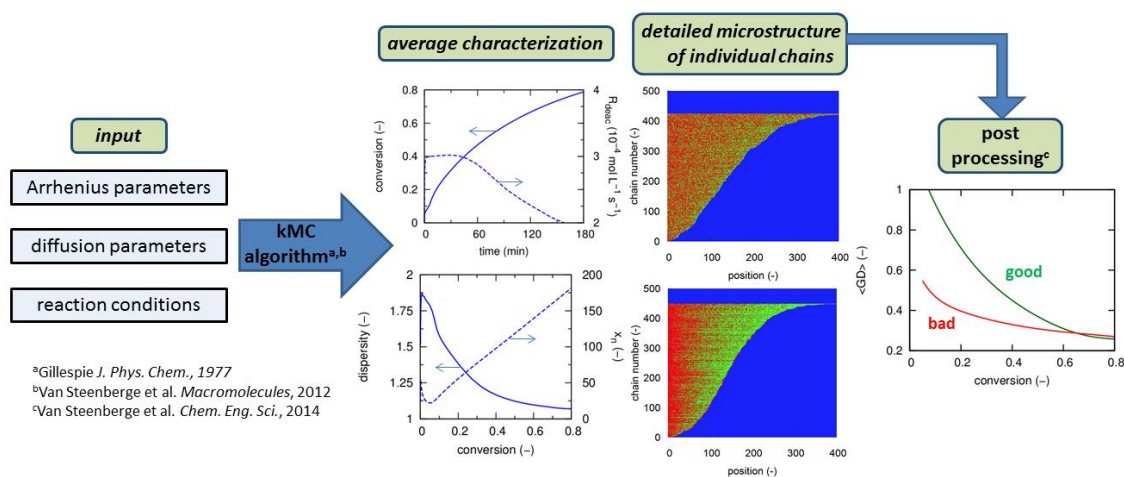 input
Arrhenius parameters
diffusion parameters
reaction conditions
kMC
algorithmᵃ,ᵇ
ᵃGillespie J. Phys. Chem., 1977
ᵇVan Steenberge et al. Macromolecules, 2012
ᶜVan Steenberge et al. Chem. Eng. Sci., 2014
average characterization
conversion (–)
0.8
0.6
0.4
0.2
0
0 60 120 180
time (min)
4
3
2
R_deac (10⁻⁴ mol L⁻¹ s⁻¹)
dispersity (–)
2
1.75
1.5
1.25
1
0 0.2 0.4 0.6 0.8
conversion (–)
200
150
100
50
0
xₙ (–)
detailed microstructure
of individual chains
chain number (-)
500
400
300
200
100
0
0 100 200 300 400
position (-)
chain number (-)
500
400
300
200
100
0
0 200 400
position (-)
post
processingᶜ
<GD> (–)
1
0.8
0.6
0.4
0.2
good
bad
0 0.2 0.4 0.6 0.8
conversion (–)